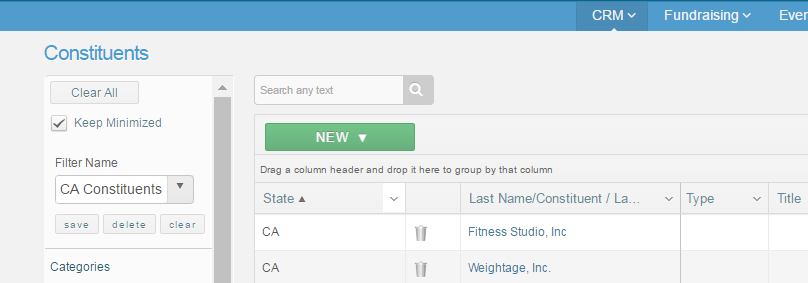 CRM Fundraising Even
Constituents
Clear All
Keep Minimized
Filter Name
CA Constituents
save delete clear
Categories
Search any text
NEW
Drag a column header and drop it here to group by that column
State Last Name/Constituent / La... Type Title
CA Fitness Studio, Inc
CA Weightage, Inc.